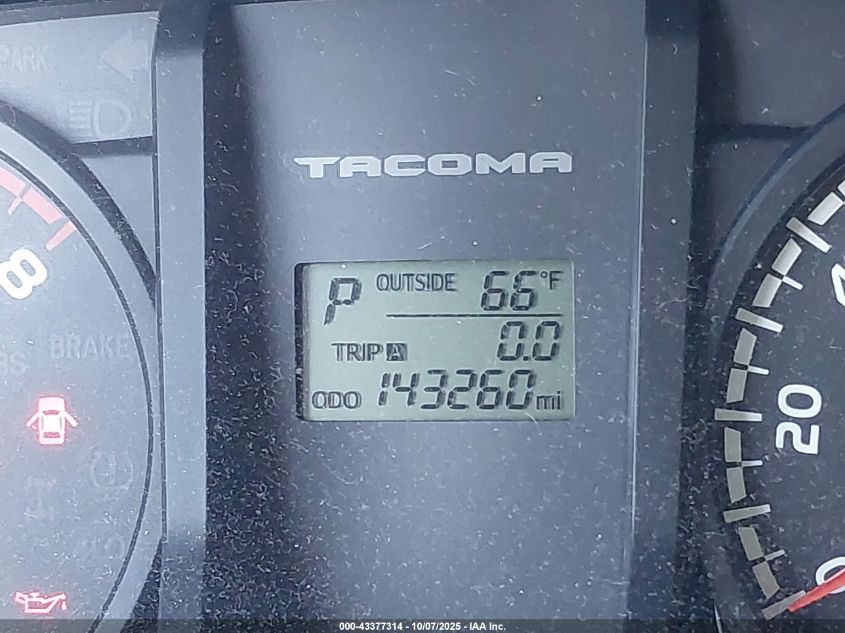 PARK
TACOMA
8
P OUTSIDE 66°F
TRIP A 0.0
ODO 143260 mi
BRAKE
20
0
000-43377314 - 10/07/2025 - IAA Inc.